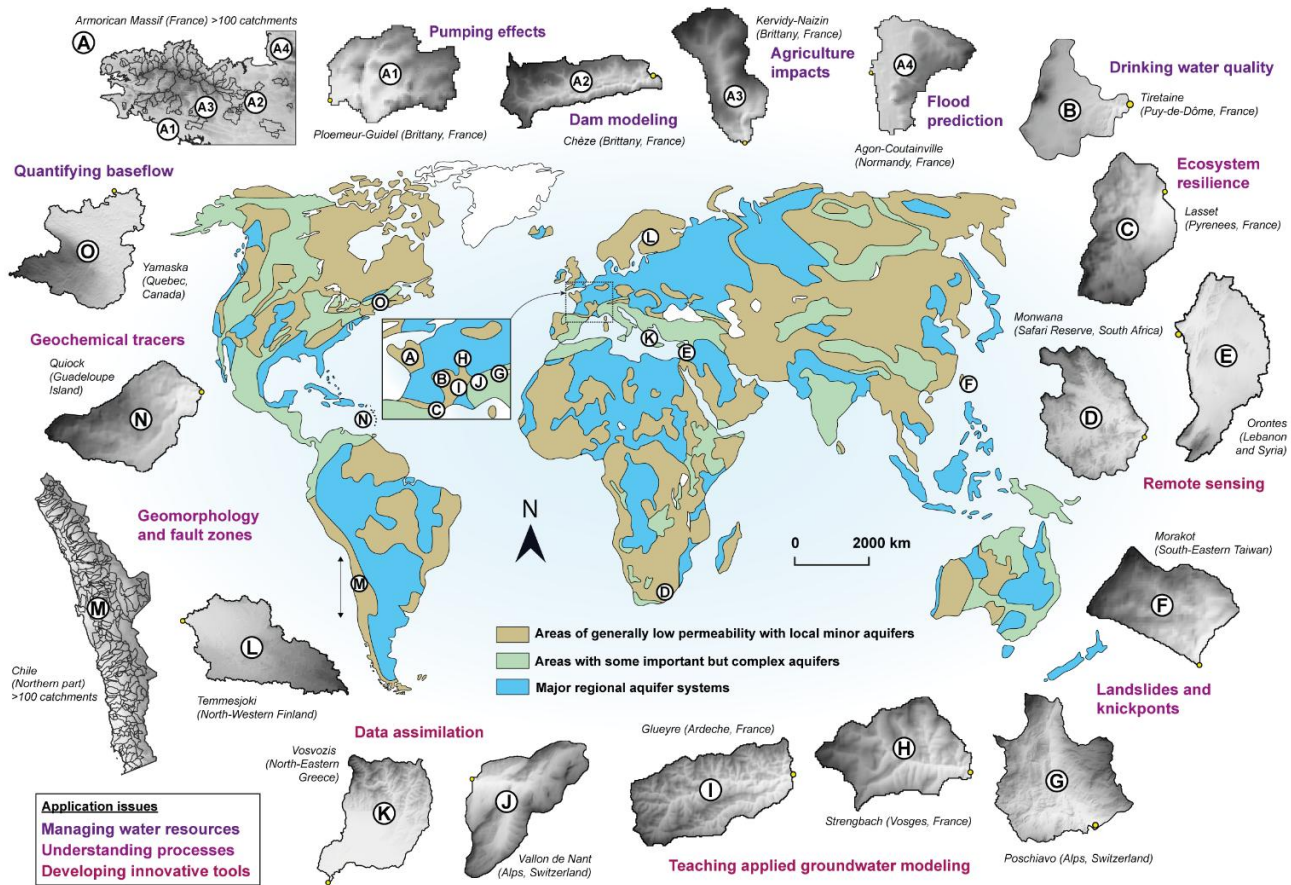 Armorican Massif (France) >100 catchments
A
A4
A3
A2
A1
Pumping effects
A1
Ploemeur-Guidel (Brittany, France)
A2
Dam modeling
Chèze (Brittany, France)
Kervidy-Naizin
(Brittany, France)
Agriculture
impacts
A3
A4
Flood
prediction
Agon-Coutainville
(Normandy, France)
Drinking water quality
Tiretaine
(Puy-de-Dôme, France)
B
Ecosystem
resilience
Lasset
(Pyrenees, France)
C
Quantifying baseflow
O
Yamaska
(Quebec,
Canada)
Monwana
(Safari Reserve, South Africa)
E
D
Orontes
(Lebanon
and Syria)
Remote sensing
Geochemical tracers
Quiock
(Guadeloupe
Island)
N
L
O
K
E
F
A
H
B
I
J
G
C
N
M
D
N
0 2000 km
Geomorphology
and fault zones
M
Chile
(Northern part)
>100 catchments
L
Temmesjoki
(North-Western Finland)
Areas of generally low permeability with local minor aquifers
Areas with some important but complex aquifers
Major regional aquifer systems
Morakot
(South-Eastern Taiwan)
F
Landslides and
knickponts
Data assimilation
Vosvozis
(North-Eastern
Greece)
K
J
Vallon de Nant
(Alps, Switzerland)
Glueyre (Ardeche, France)
I
H
Strengbach (Vosges, France)
G
Poschiavo (Alps, Switzerland)
Teaching applied groundwater modeling
Application issues
Managing water resources
Understanding processes
Developing innovative tools